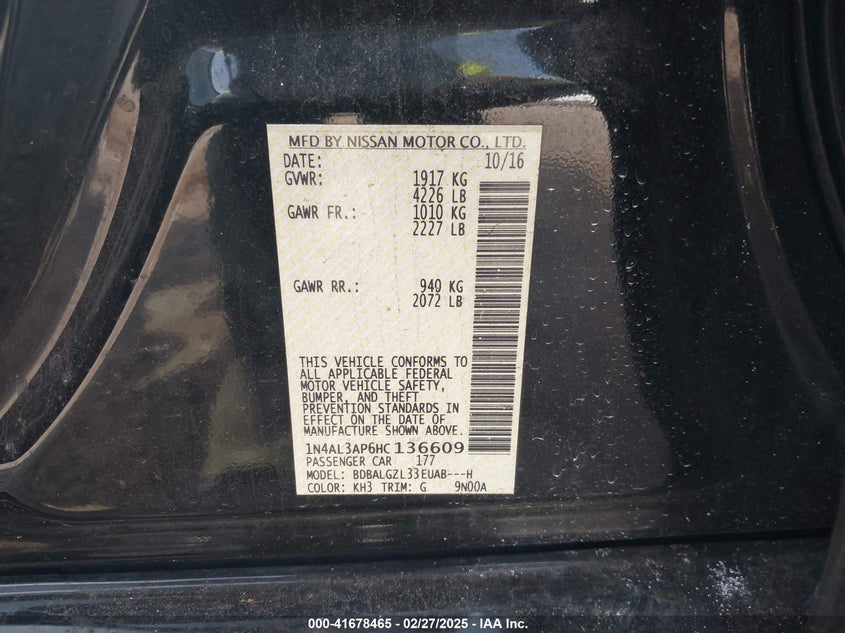 MFD BY NISSAN MOTOR CO., LTD.
DATE: 10/16
GVWR: 1917 KG
4226 LB
GAWR FR.: 1010 KG
2227 LB
GAWR RR.: 940 KG
2072 LB
THIS VEHICLE CONFORMS TO
ALL APPLICABLE FEDERAL
MOTOR VEHICLE SAFETY,
BUMPER, AND THEFT
PREVENTION STANDARDS IN
EFFECT ON THE DATE OF
MANUFACTURE SHOWN ABOVE.
1N4AL3AP6HC 136609
PASSENGER CAR 177
MODEL: BDBALGZL33EUAB---H
COLOR: KH3 TRIM: G 9N00A
000-41678465 - 02/27/2025 - IAA Inc.